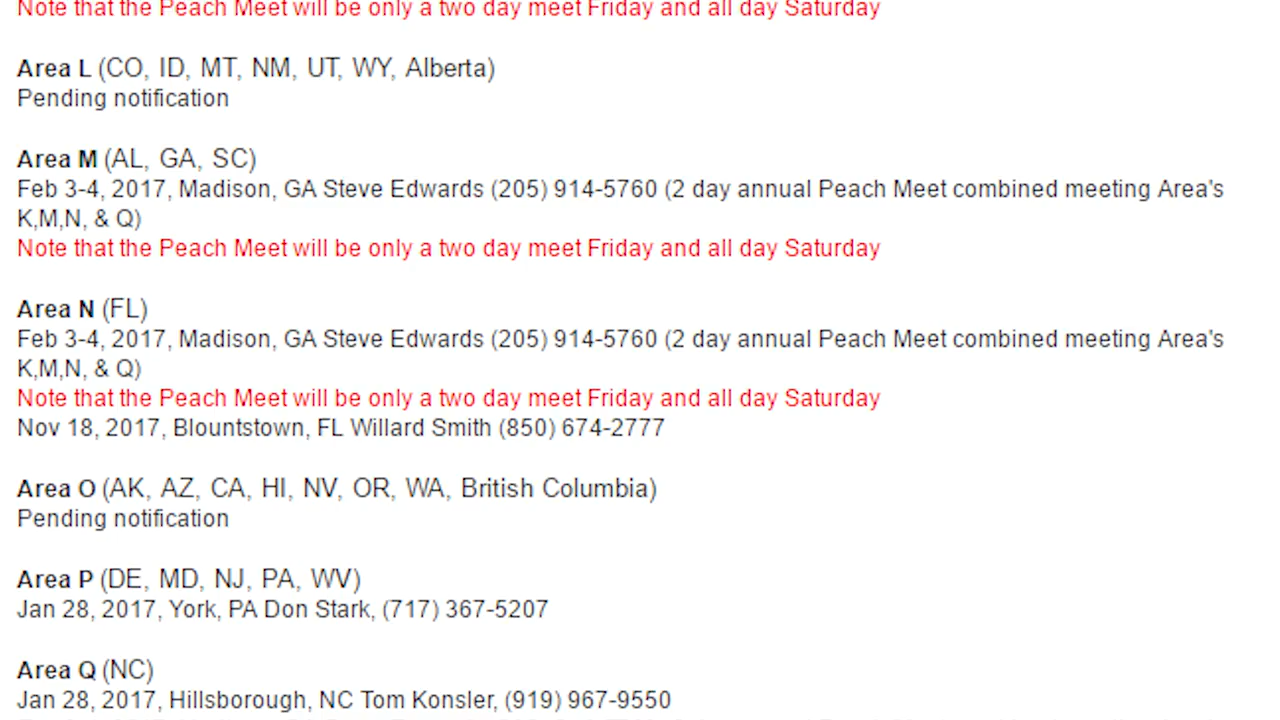 Note that the Peach Meet will be only a two day meet Friday and all day Saturday
Area L (CO, ID, MT, NM, UT, WY, Alberta)
Pending notification
Area M (AL, GA, SC)
Feb 3-4, 2017, Madison, GA Steve Edwards (205) 914-5760 (2 day annual Peach Meet combined meeting Area's
K,M,N, & Q)
Note that the Peach Meet will be only a two day meet Friday and all day Saturday
Area N (FL)
Feb 3-4, 2017, Madison, GA Steve Edwards (205) 914-5760 (2 day annual Peach Meet combined meeting Area's
K,M,N, & Q)
Note that the Peach Meet will be only a two day meet Friday and all day Saturday
Nov 18, 2017, Blountstown, FL Willard Smith (850) 674-2777
Area O (AK, AZ, CA, HI, NV, OR, WA, British Columbia)
Pending notification
Area P (DE, MD, NJ, PA, WV)
Jan 28, 2017, York, PA Don Stark, (717) 367-5207
Area Q (NC)
Jan 28, 2017, Hillsborough, NC Tom Konsler, (919) 967-9550